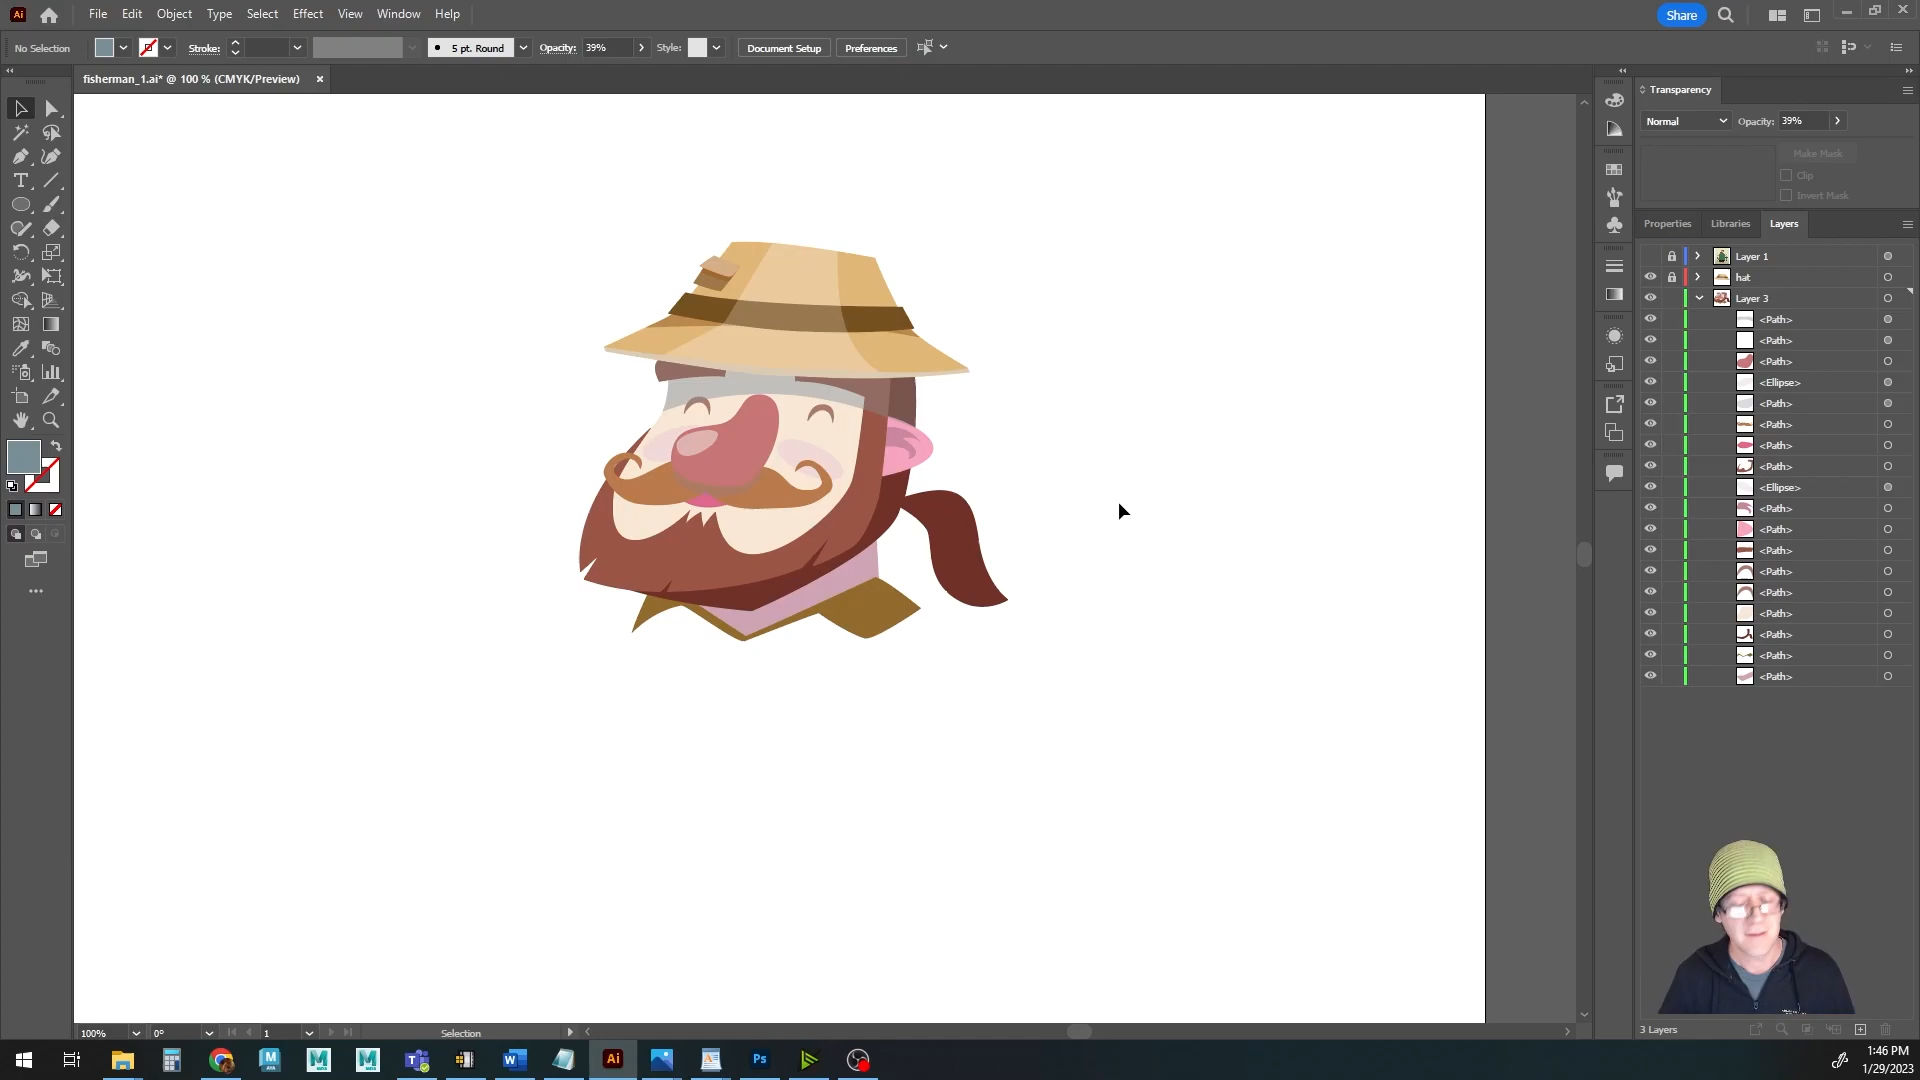 Ai File Edit Object Type Select Effect View Window Help Share
No Selection Stroke: 5 pt. Round Opacity: 39% Style: Document Setup Preferences
fisherman_1.ai* @ 100 % (CMYK/Preview) ×
Transparency
Normal Opacity: 39%
Make Mask
Clip
Invert Mask
Properties Libraries Layers
Layer 1
hat
Layer 3
<Path>
<Path>
<Path>
<Ellipse>
<Path>
<Path>
<Path>
<Path>
<Ellipse>
<Path>
<Path>
<Path>
<Path>
<Path>
<Path>
<Path>
<Path>
<Path>
3 Layers
100% 0° 1 Selection
Ai Ps
1:46 PM
1/29/2023